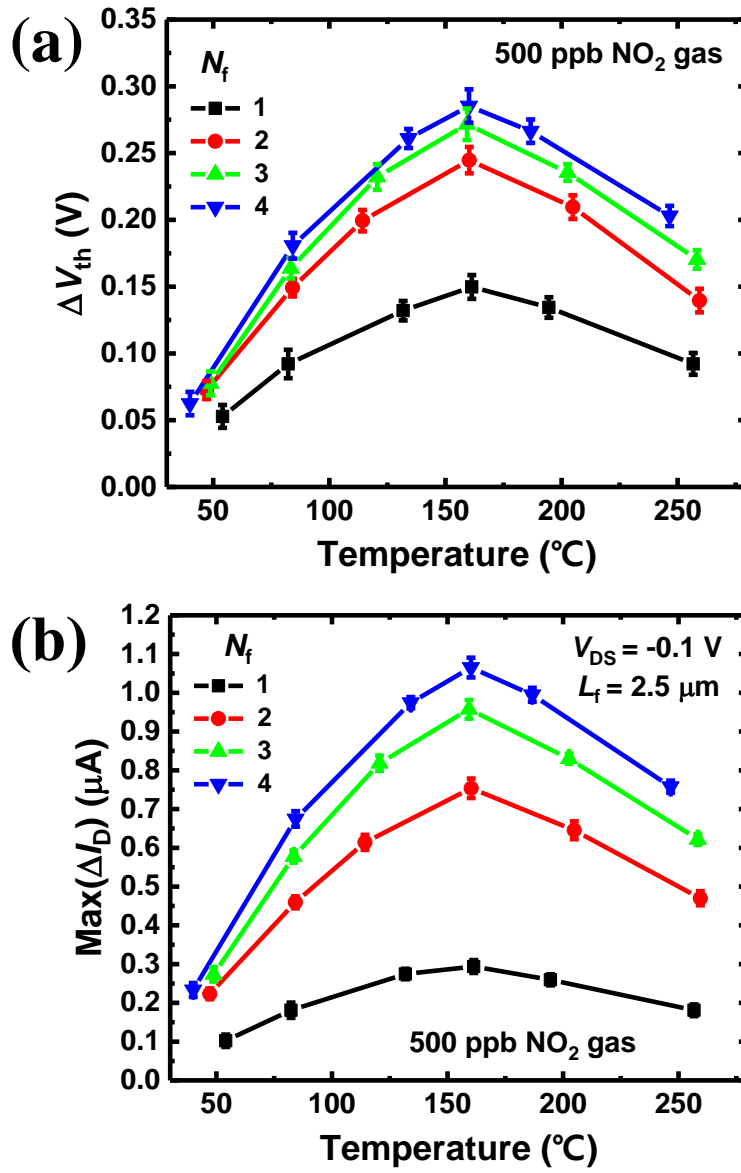 (a)
500 ppb NO₂ gas
N_f
1
2
3
4
0.35
0.30
0.25
0.20
0.15
0.10
0.05
0.00
ΔV_th (V)
50 100 150 200 250
Temperature (℃)
(b)
V_DS = -0.1 V
L_f = 2.5 μm
N_f
1
2
3
4
1.2
1.1
1.0
0.9
0.8
0.7
0.6
0.5
0.4
0.3
0.2
0.1
0.0
Max(ΔI_D) (μA)
500 ppb NO₂ gas
50 100 150 200 250
Temperature (℃)